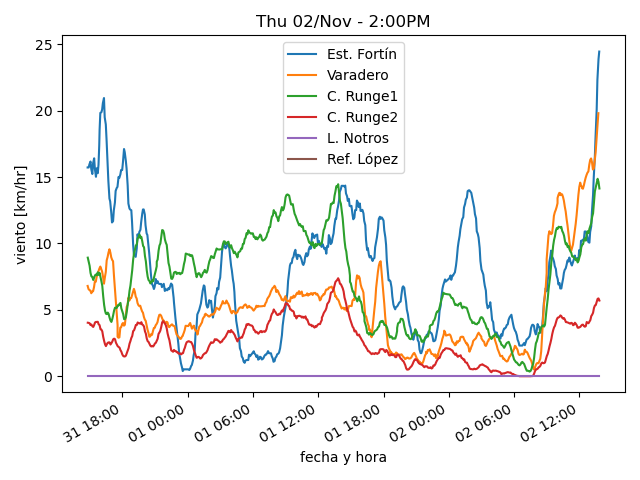 Thu 02/Nov - 2:00PM
Est. Fortín
Varadero
C. Runge1
C. Runge2
L. Notros
Ref. López
viento [km/hr]
25
20
15
10
5
0
31 18:00
01 00:00
01 06:00
01 12:00
01 18:00
02 00:00
02 06:00
02 12:00
fecha y hora